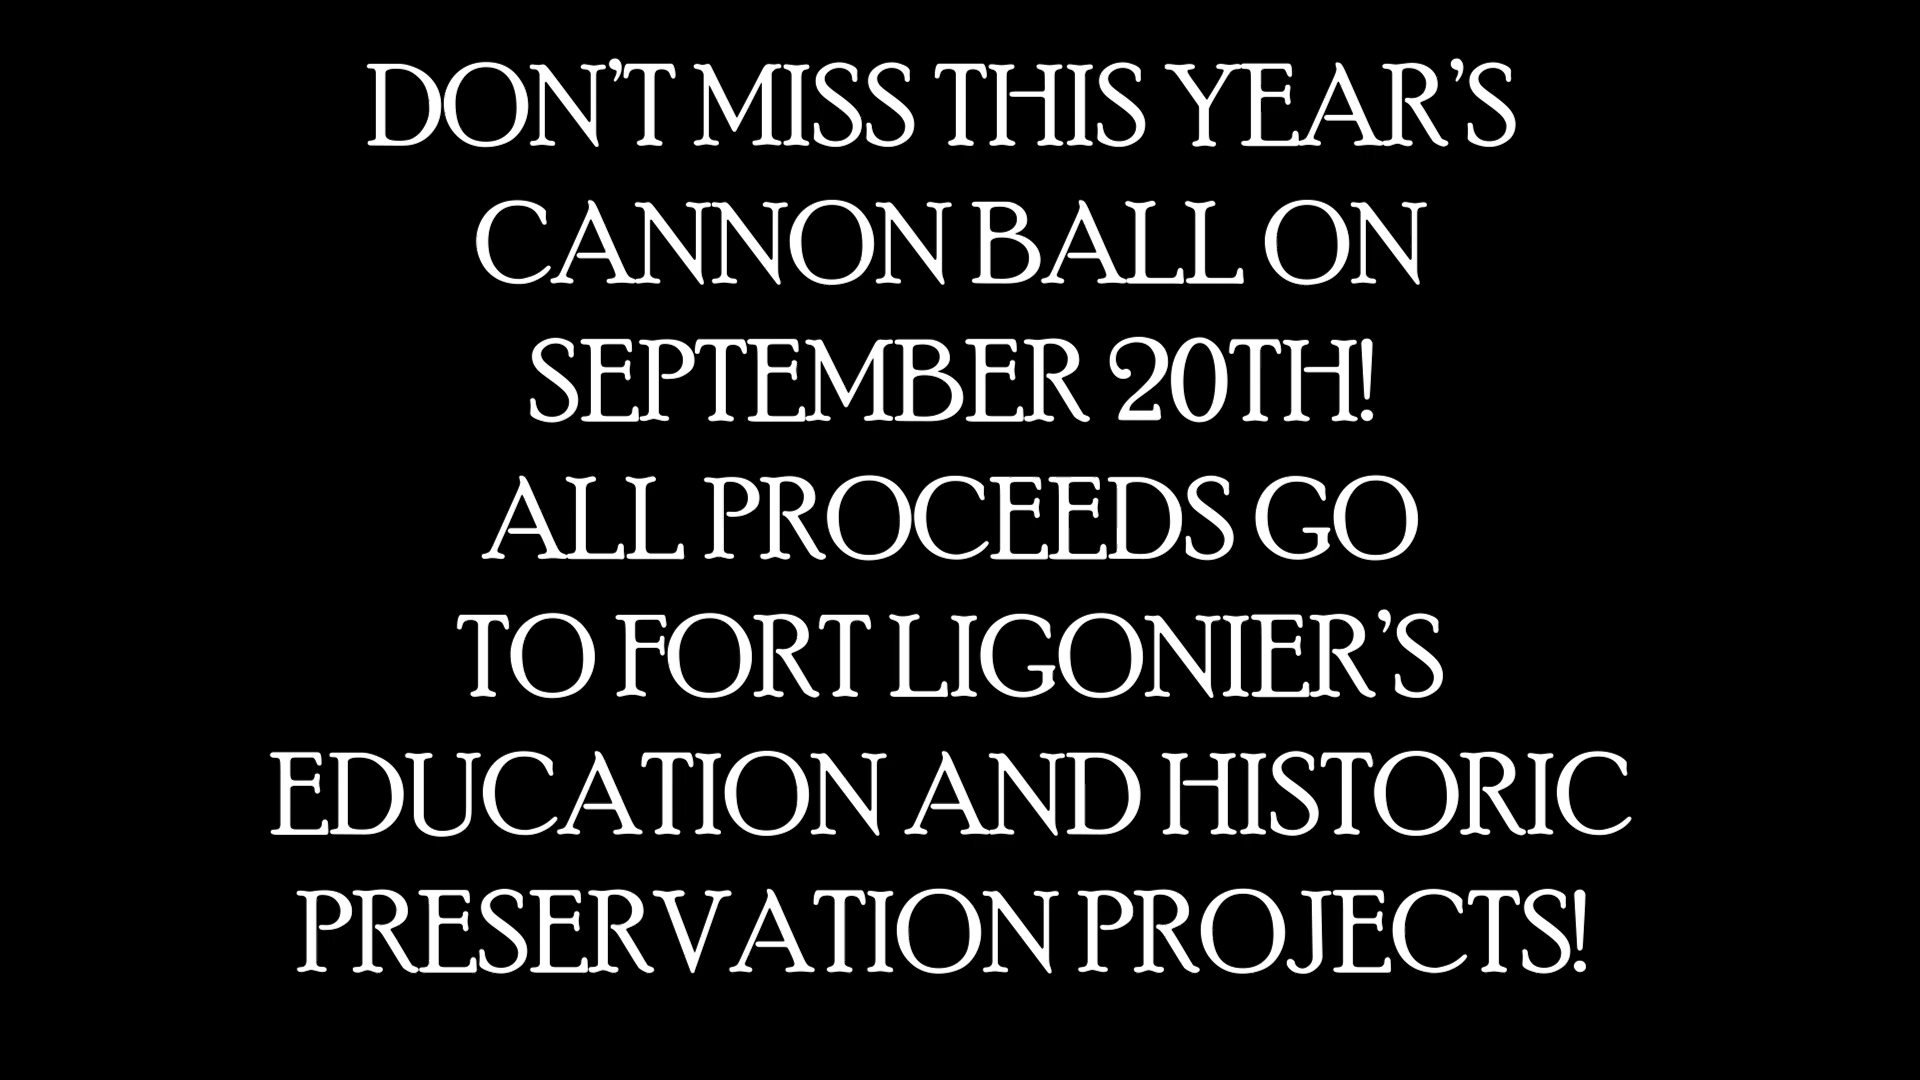 DON'T MISS THIS YEAR'S
CANNON BALL ON
SEPTEMBER 20TH!
ALL PROCEEDS GO
TO FORT LIGONIER'S
EDUCATION AND HISTORIC
PRESERVATION PROJECTS!